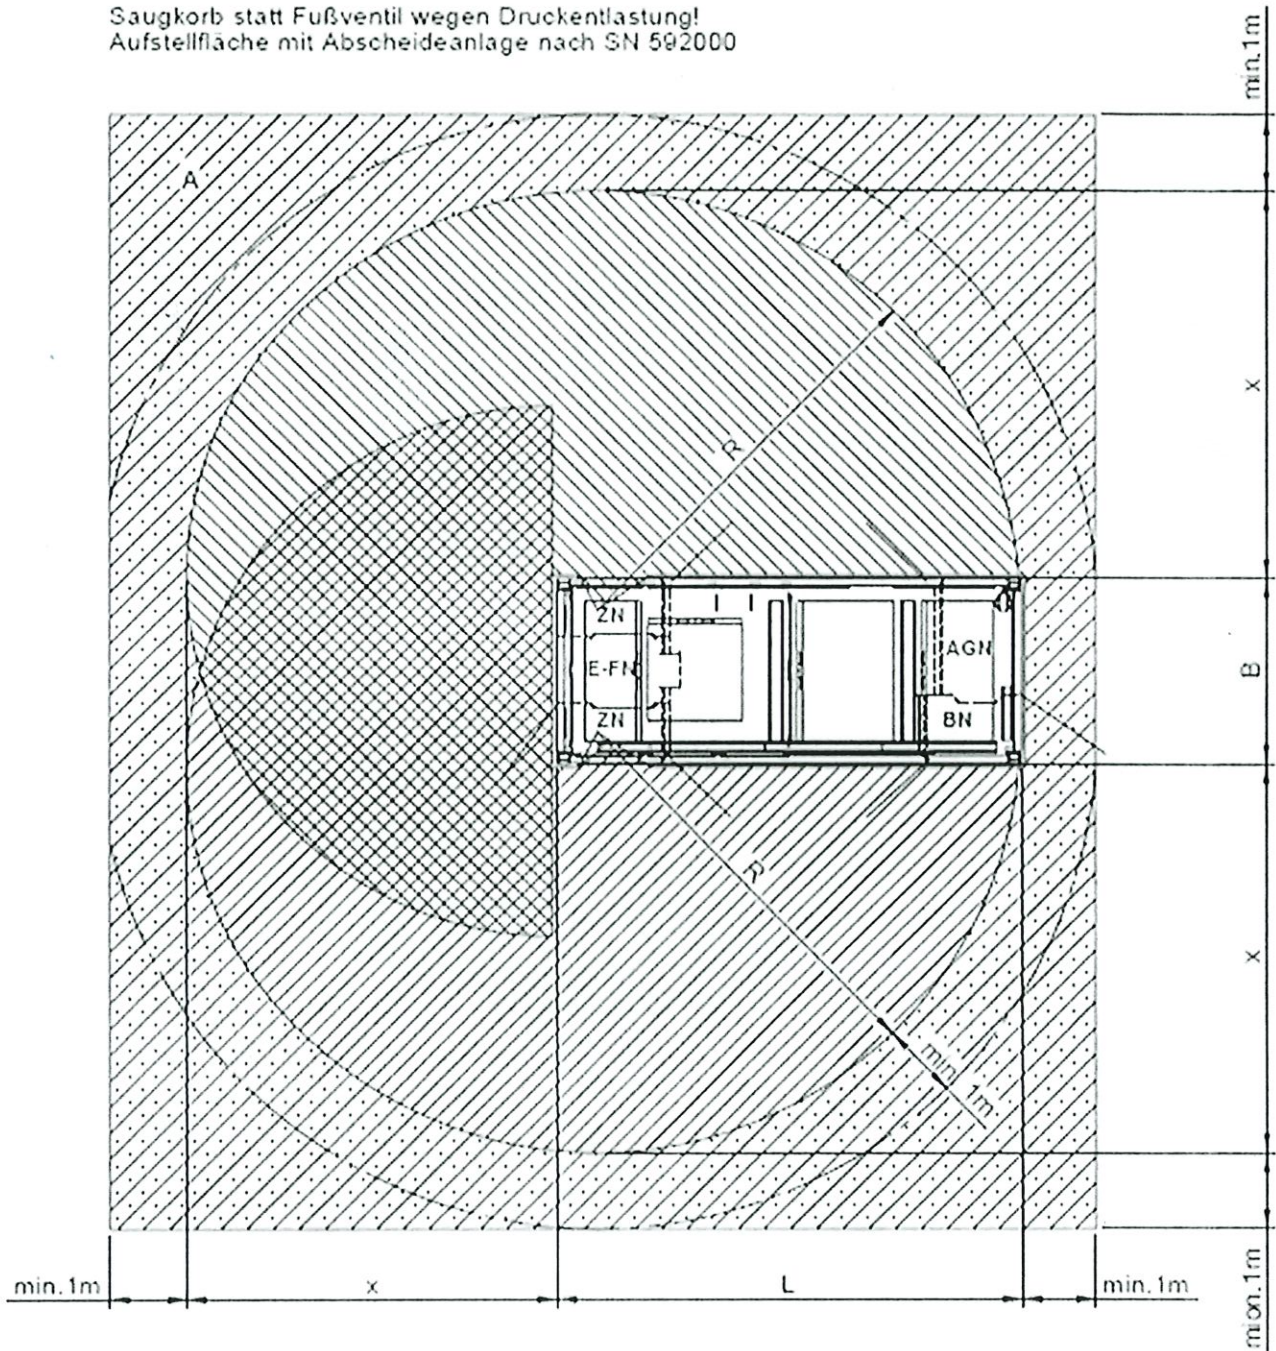 Saugkorb statt Fußventil wegen Druckentlastung!
Aufstellfläche mit Abscheideanlage nach SN 592000
min.1m
A
x
R
ZN
E-FN
ZN
AGN
BN
B
R
x
min. 1m
min.1m
x
L
min.1m
mion.1m